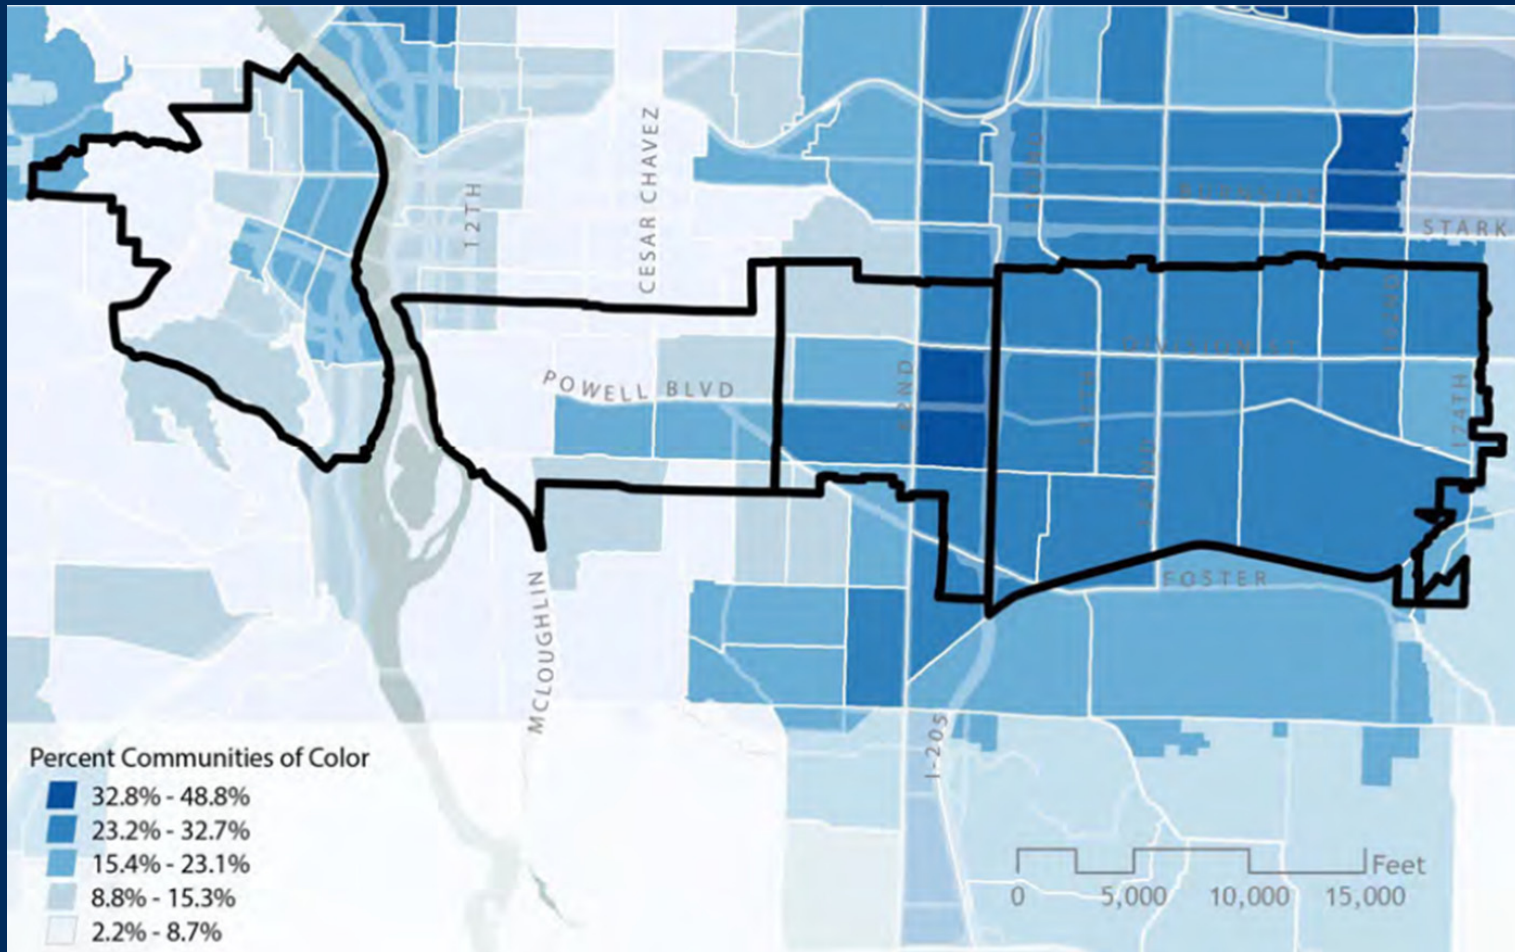 CESAR CHAVEZ
12TH
BURNSIDE
STARK
DIVISION ST
POWELL BLVD
82ND
162ND
174TH
FOSTER
MCLOUGHLIN
I-205
Percent Communities of Color
32.8% - 48.8%
23.2% - 32.7%
15.4% - 23.1%
8.8% - 15.3%
2.2% - 8.7%
Feet
0 5,000 10,000 15,000